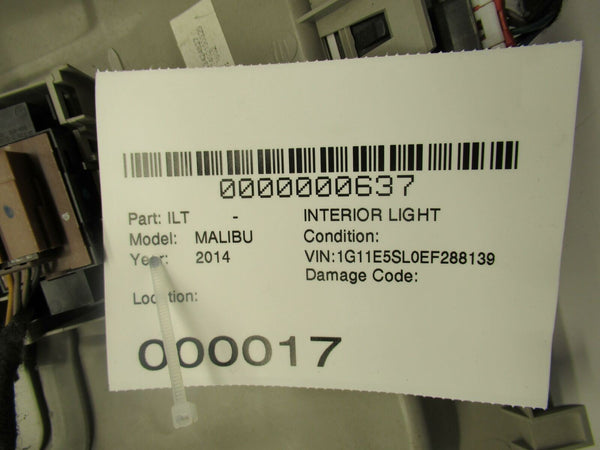 0000000637
Part: ILT - INTERIOR LIGHT
Model: MALIBU Condition:
Year: 2014 VIN:1G11E5SL0EF288139
Damage Code:
Location:
000017